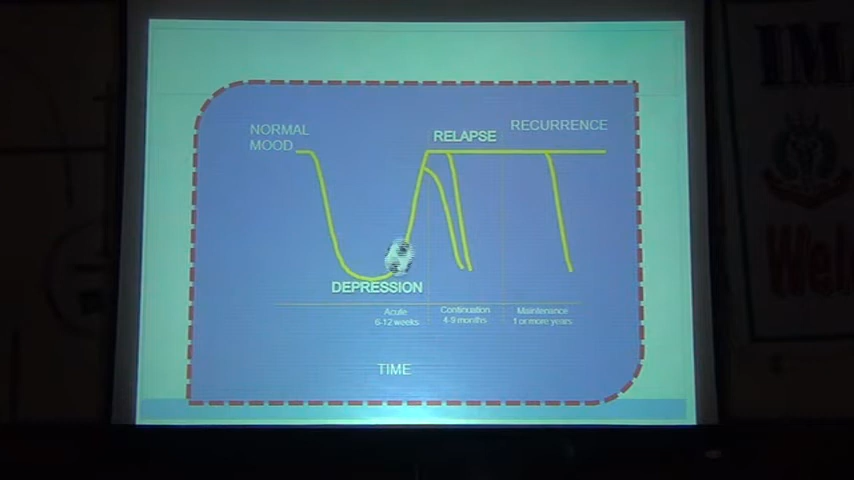 NORMAL
MOOD
RELAPSE
RECURRENCE
DEPRESSION
Acute
6-12 weeks
Continuation
4-9 months
Maintenance
1 or more years
TIME